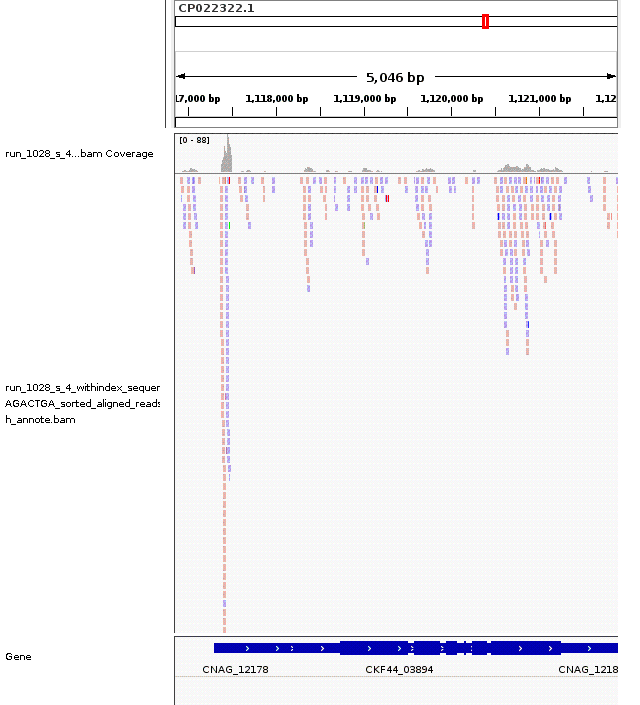 CP022322.1
5,046 bp
17,000 bp 1,118,000 bp 1,119,000 bp 1,120,000 bp 1,121,000 bp 1,12
[0 - 88]
run_1028_s_4...bam Coverage
run_1028_s_4_withindex_sequer
AGACTGA_sorted_aligned_reads
h_annote.bam
Gene
CNAG_12178 CKF44_03894 CNAG_1218